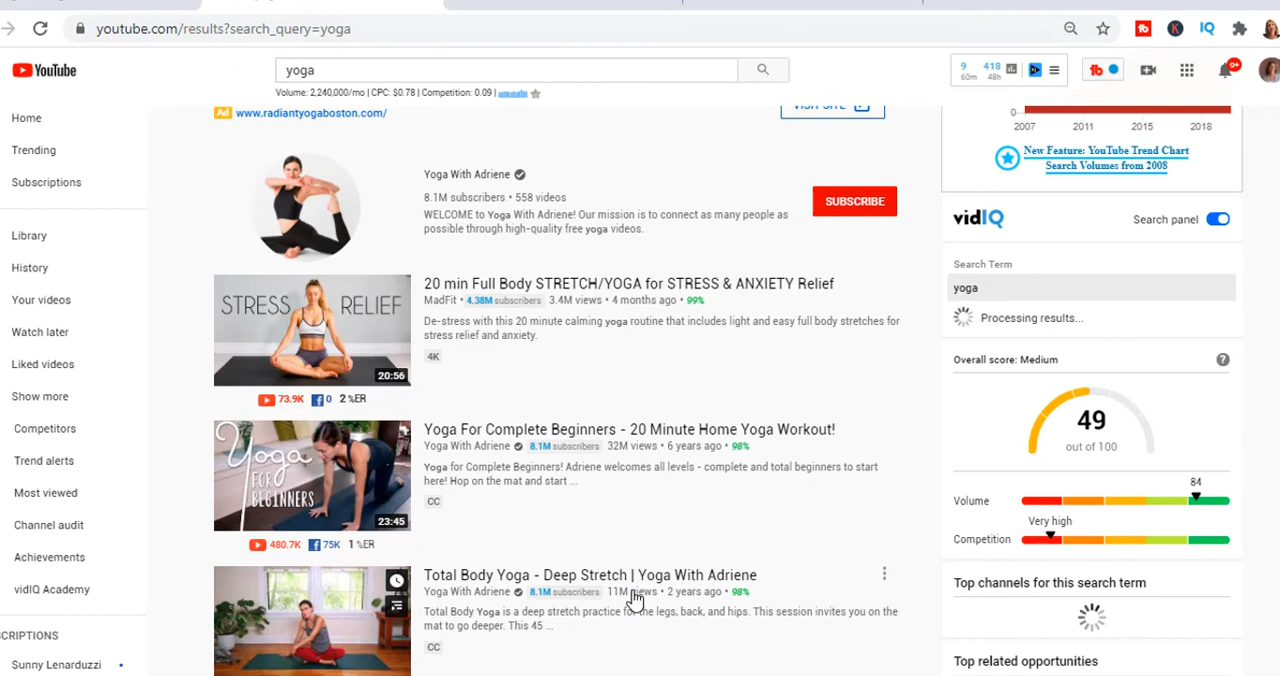 youtube.com/results?search_query=yoga
YouTube
yoga
Volume: 2,240,000/mo | CPC: $0.78 | Competition: 0.09 |
9 60m 418 48h
9+
Ad www.radiantyogaboston.com/
VISIT SITE
Home
Trending
Subscriptions
Library
History
Your videos
Watch later
Liked videos
Show more
Competitors
Trend alerts
Most viewed
Channel audit
Achievements
vidIQ Academy
SCRIPTIONS
Sunny Lenarduzzi
Yoga With Adriene
8.1M subscribers • 558 videos
WELCOME to Yoga With Adriene! Our mission is to connect as many people as
possible through high-quality free yoga videos.
SUBSCRIBE
STRESS RELIEF
20:56
73.9K 0 2 %ER
20 min Full Body STRETCH/YOGA for STRESS & ANXIETY Relief
MadFit • 4.38M subscribers 3.4M views • 4 months ago • 99%
De-stress with this 20 minute calming yoga routine that includes light and easy full body stretches for
stress relief and anxiety.
4K
Yoga FOR BEGINNERS
23:45
480.7K 75K 1 %ER
Yoga For Complete Beginners - 20 Minute Home Yoga Workout!
Yoga With Adriene 8.1M subscribers 32M views • 6 years ago • 98%
Yoga for Complete Beginners! Adriene welcomes all levels - complete and total beginners to start
here! Hop on the mat and start ...
CC
Total Body Yoga - Deep Stretch | Yoga With Adriene
Yoga With Adriene 8.1M subscribers 11M views • 2 years ago • 98%
Total Body Yoga is a deep stretch practice for the legs, back, and hips. This session invites you on the
mat to go deeper. This 45 ...
CC
0
2007 2011 2015 2018
New Feature: YouTube Trend Chart
Search Volumes from 2008
vidIQ
Search panel
Search Term
yoga
Processing results...
Overall score: Medium
49
out of 100
84
Volume
Very high
Competition
Top channels for this search term
Top related opportunities